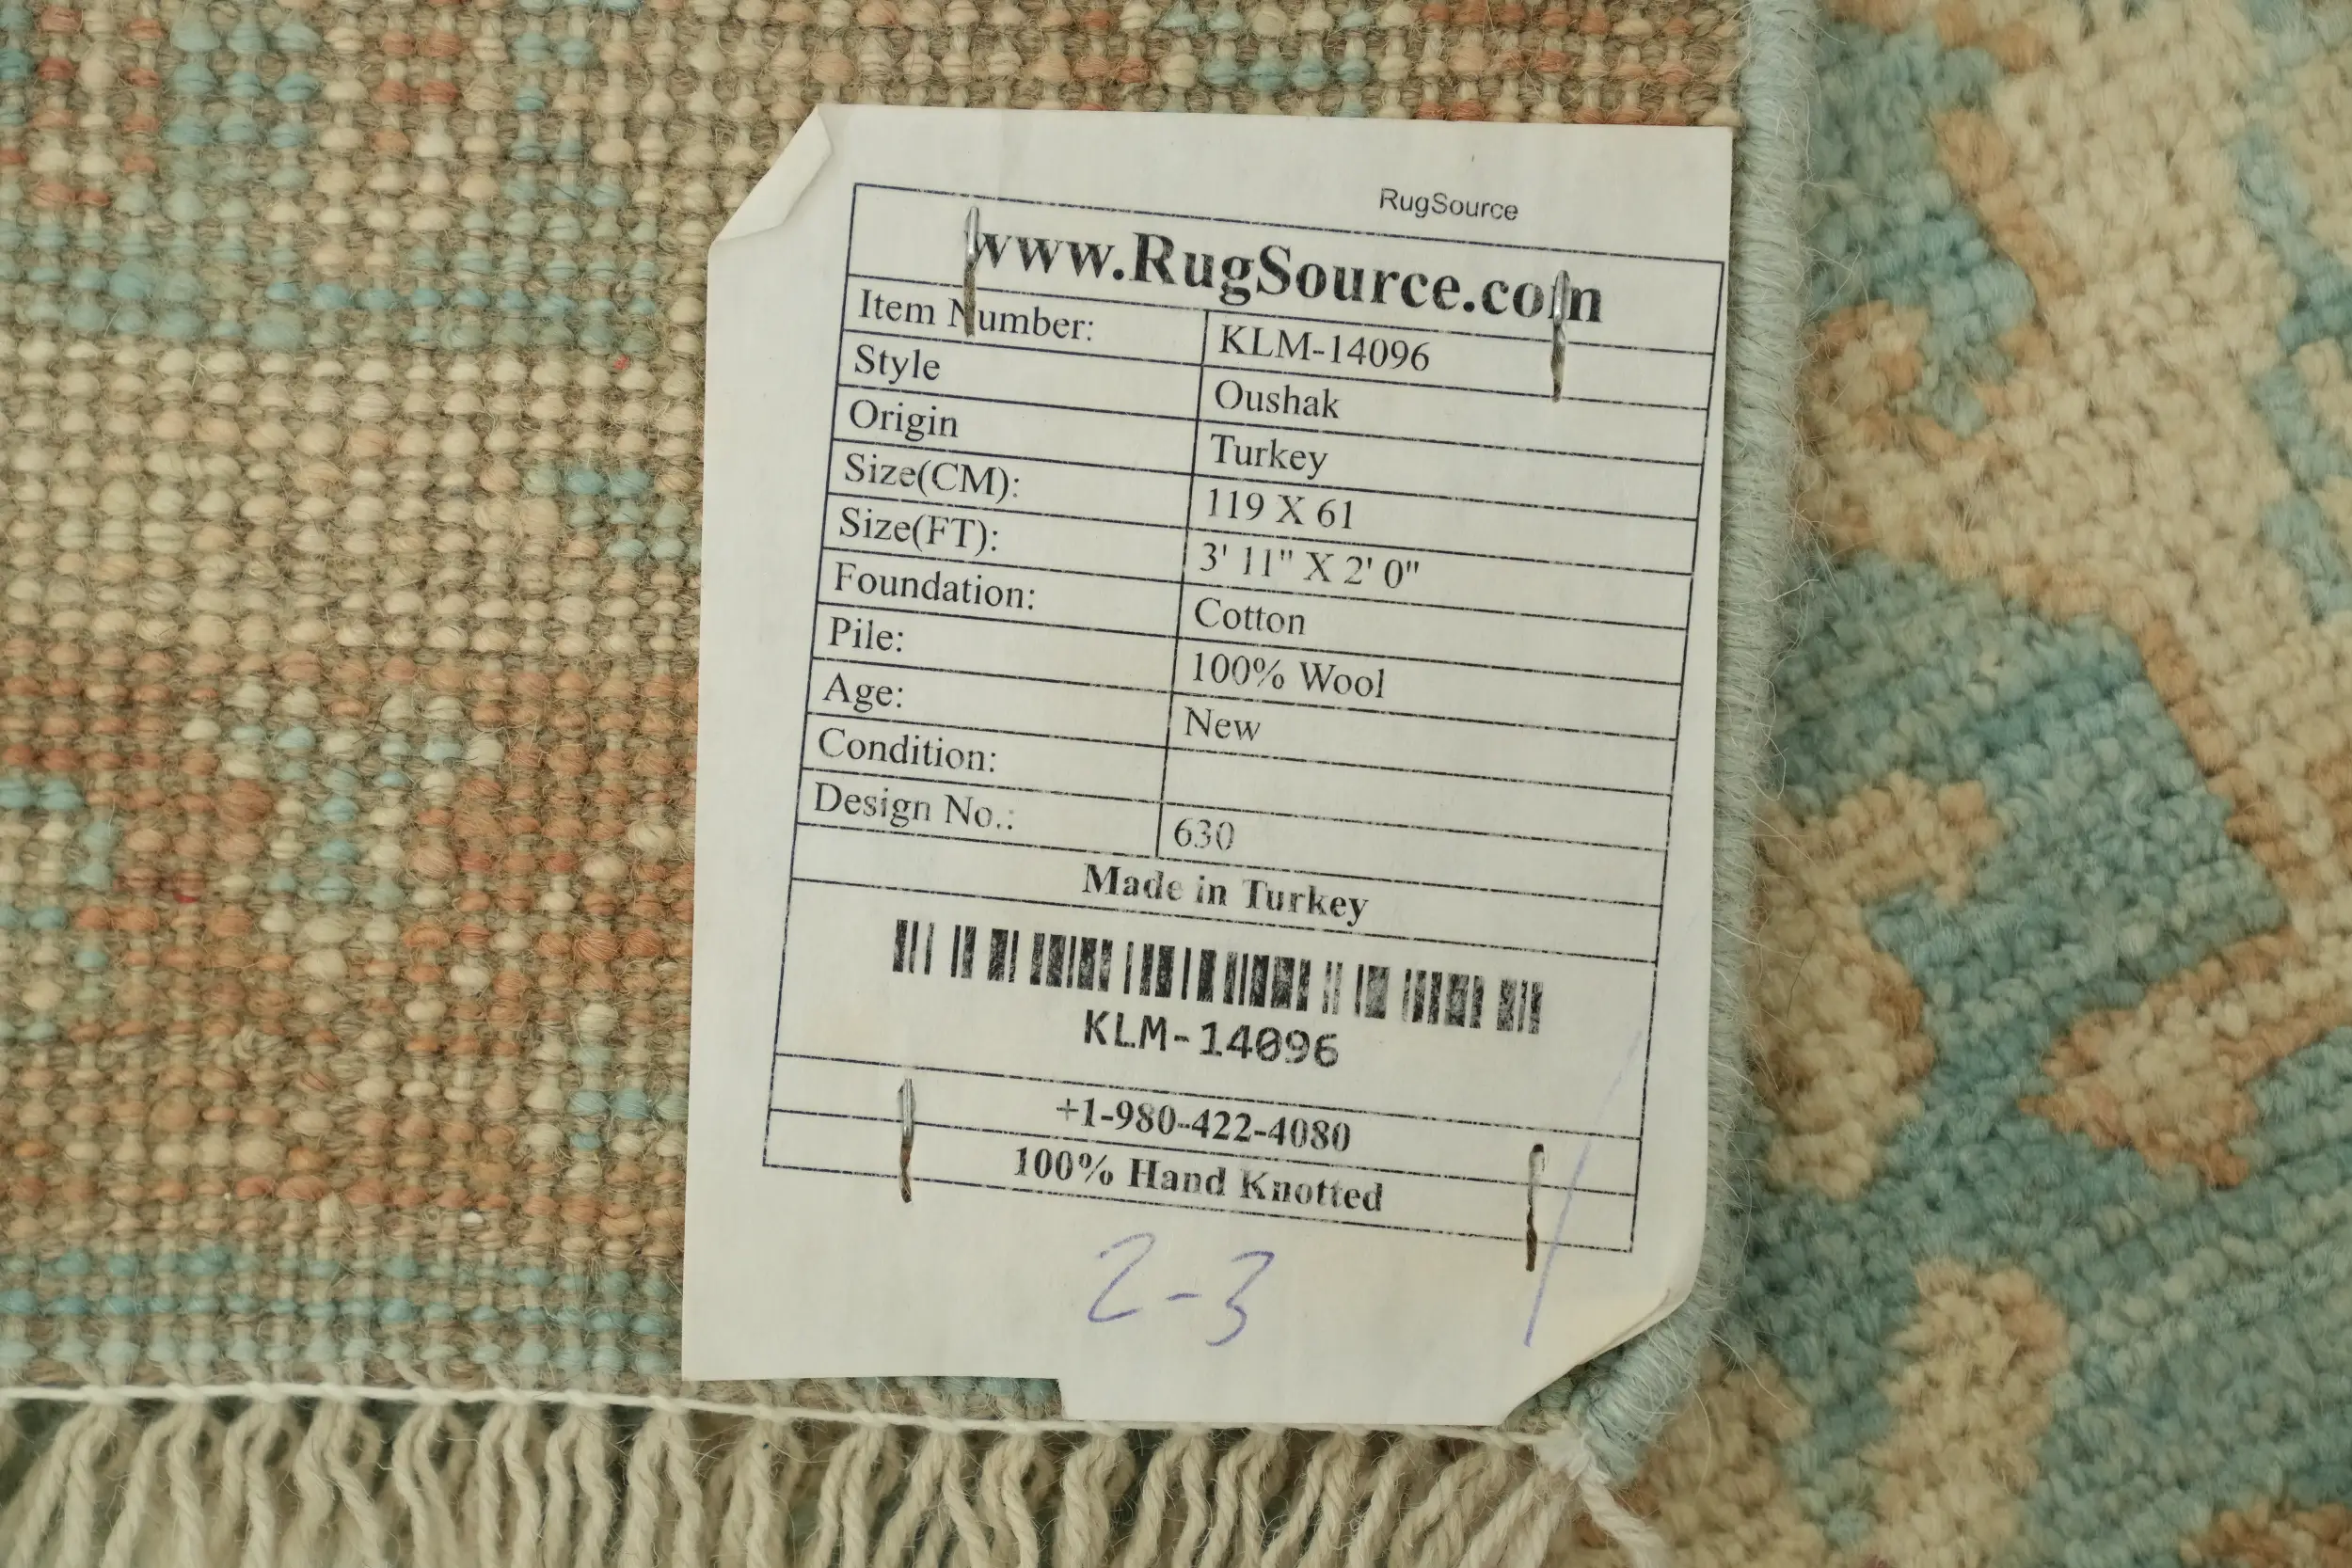 RugSource
www.RugSource.com
Item Number: KLM-14096
Style Oushak
Origin Turkey
Size(CM): 119 X 61
Size(FT): 3' 11" X 2' 0"
Foundation: Cotton
Pile: 100% Wool
Age: New
Condition:
Design No.: 630
Made in Turkey
KLM-14096
+1-980-422-4080
100% Hand Knotted
2-3